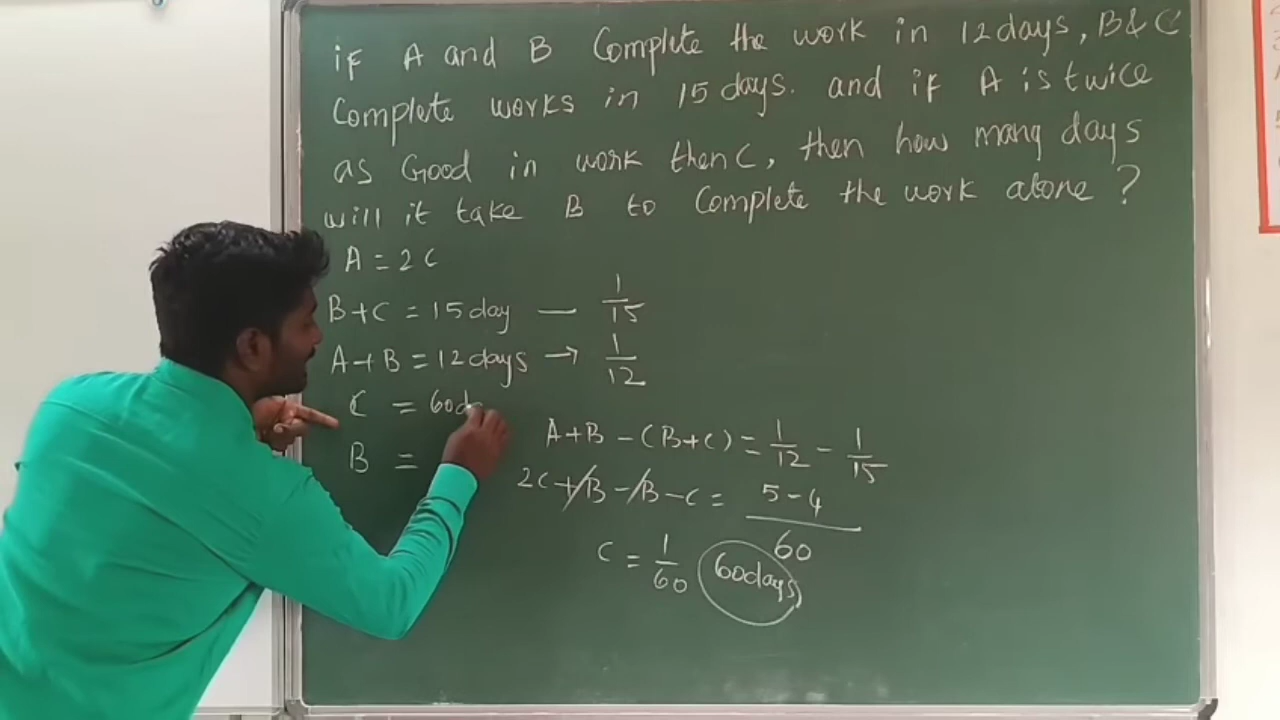 if A and B Complete the work in 12 days, B & C
Complete works in 15 days. and if A is twice
as Good in work then C, then how many days
will it take B to Complete the work alone ?
A = 2C
B+C = 15 day — 1/15
A+B = 12 days → 1/12
C = 60d
B =
A+B - (B+C) = 1/12 - 1/15
2C + B - B - C = 5-4/60
C = 1/60 60days